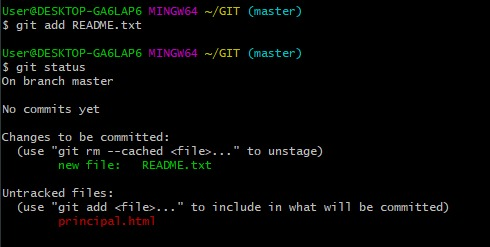 User@DESKTOP-GA6LAP6 MINGW64 ~/GIT (master)
$ git add README.txt

User@DESKTOP-GA6LAP6 MINGW64 ~/GIT (master)
$ git status
On branch master

No commits yet

Changes to be committed:
  (use "git rm --cached <file>..." to unstage)
        new file:   README.txt

Untracked files:
  (use "git add <file>..." to include in what will be committed)
        principal.html